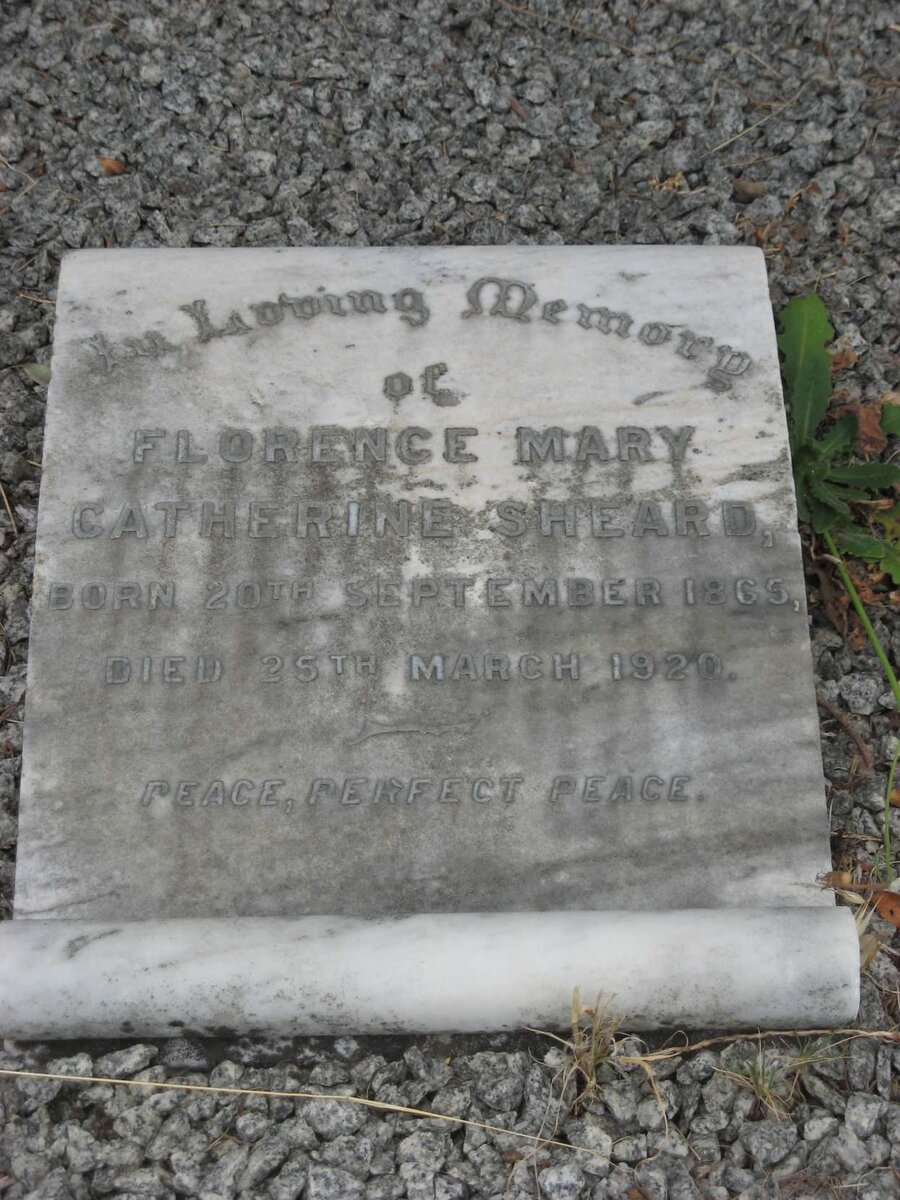 In Loving Memory
of
FLORENCE MARY
CATHERINE SHEARD,
BORN 20TH SEPTEMBER 1865,
DIED 25TH MARCH 1920.
PEACE, PERFECT PEACE.